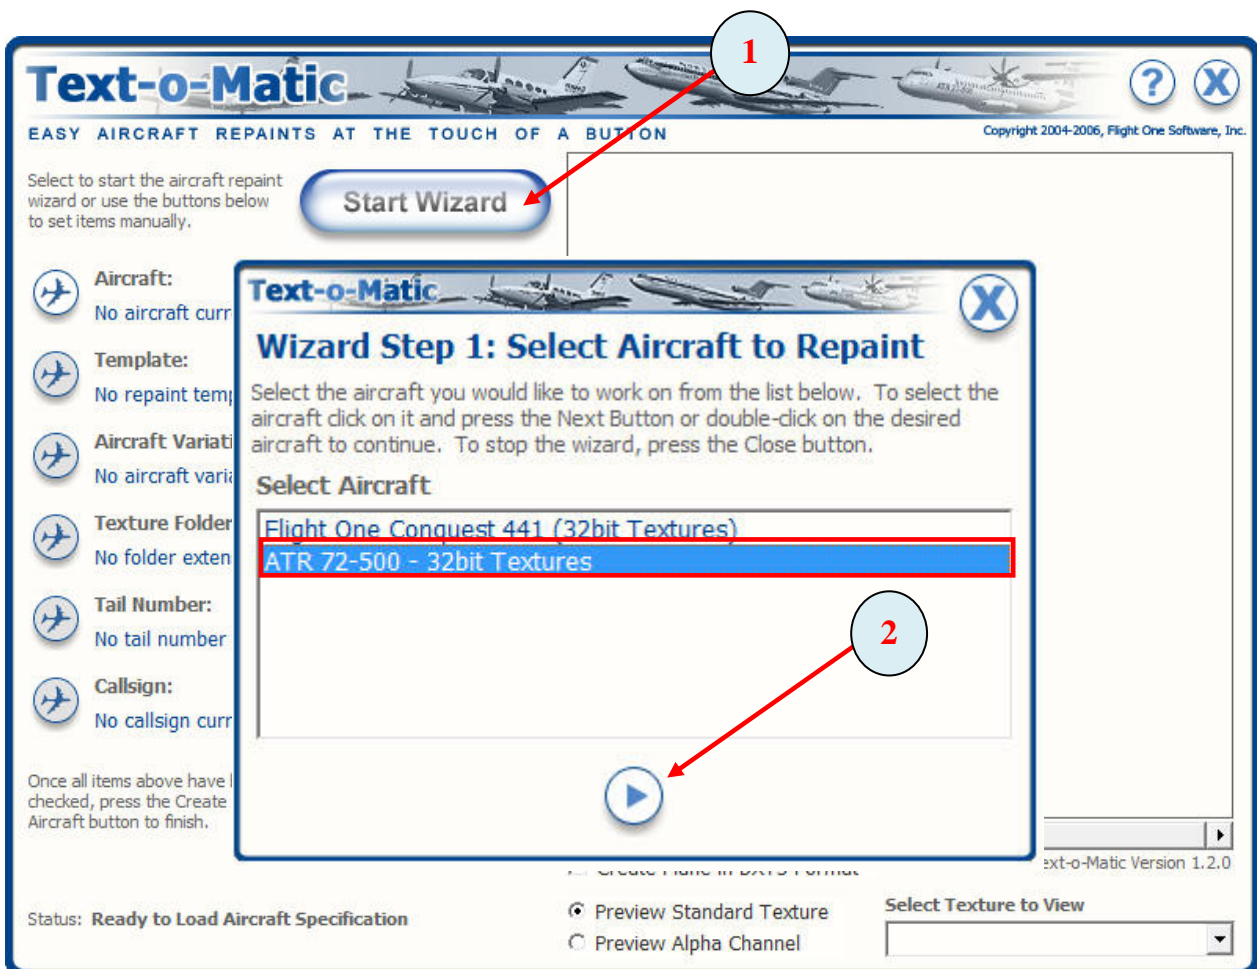 1
Text-o-Matic
EASY AIRCRAFT REPAINTS AT THE TOUCH OF A BUTTON
Copyright 2004-2006, Flight One Software, Inc.
Select to start the aircraft repaint
wizard or use the buttons below
to set items manually.
Start Wizard
Aircraft:
No aircraft curr
Template:
No repaint temp
Aircraft Variati
No aircraft varia
Texture Folder
No folder exten
Tail Number:
No tail number
Callsign:
No callsign curr
Once all items above have
checked, press the Create
Aircraft button to finish.
Text-o-Matic
Wizard Step 1: Select Aircraft to Repaint
Select the aircraft you would like to work on from the list below. To select the
aircraft click on it and press the Next Button or double-click on the desired
aircraft to continue. To stop the wizard, press the Close button.
Select Aircraft
Flight One Conquest 441 (32bit Textures)
ATR 72-500 - 32bit Textures
2
ext-o-Matic Version 1.2.0
Status: Ready to Load Aircraft Specification
Preview Standard Texture
Preview Alpha Channel
Select Texture to View